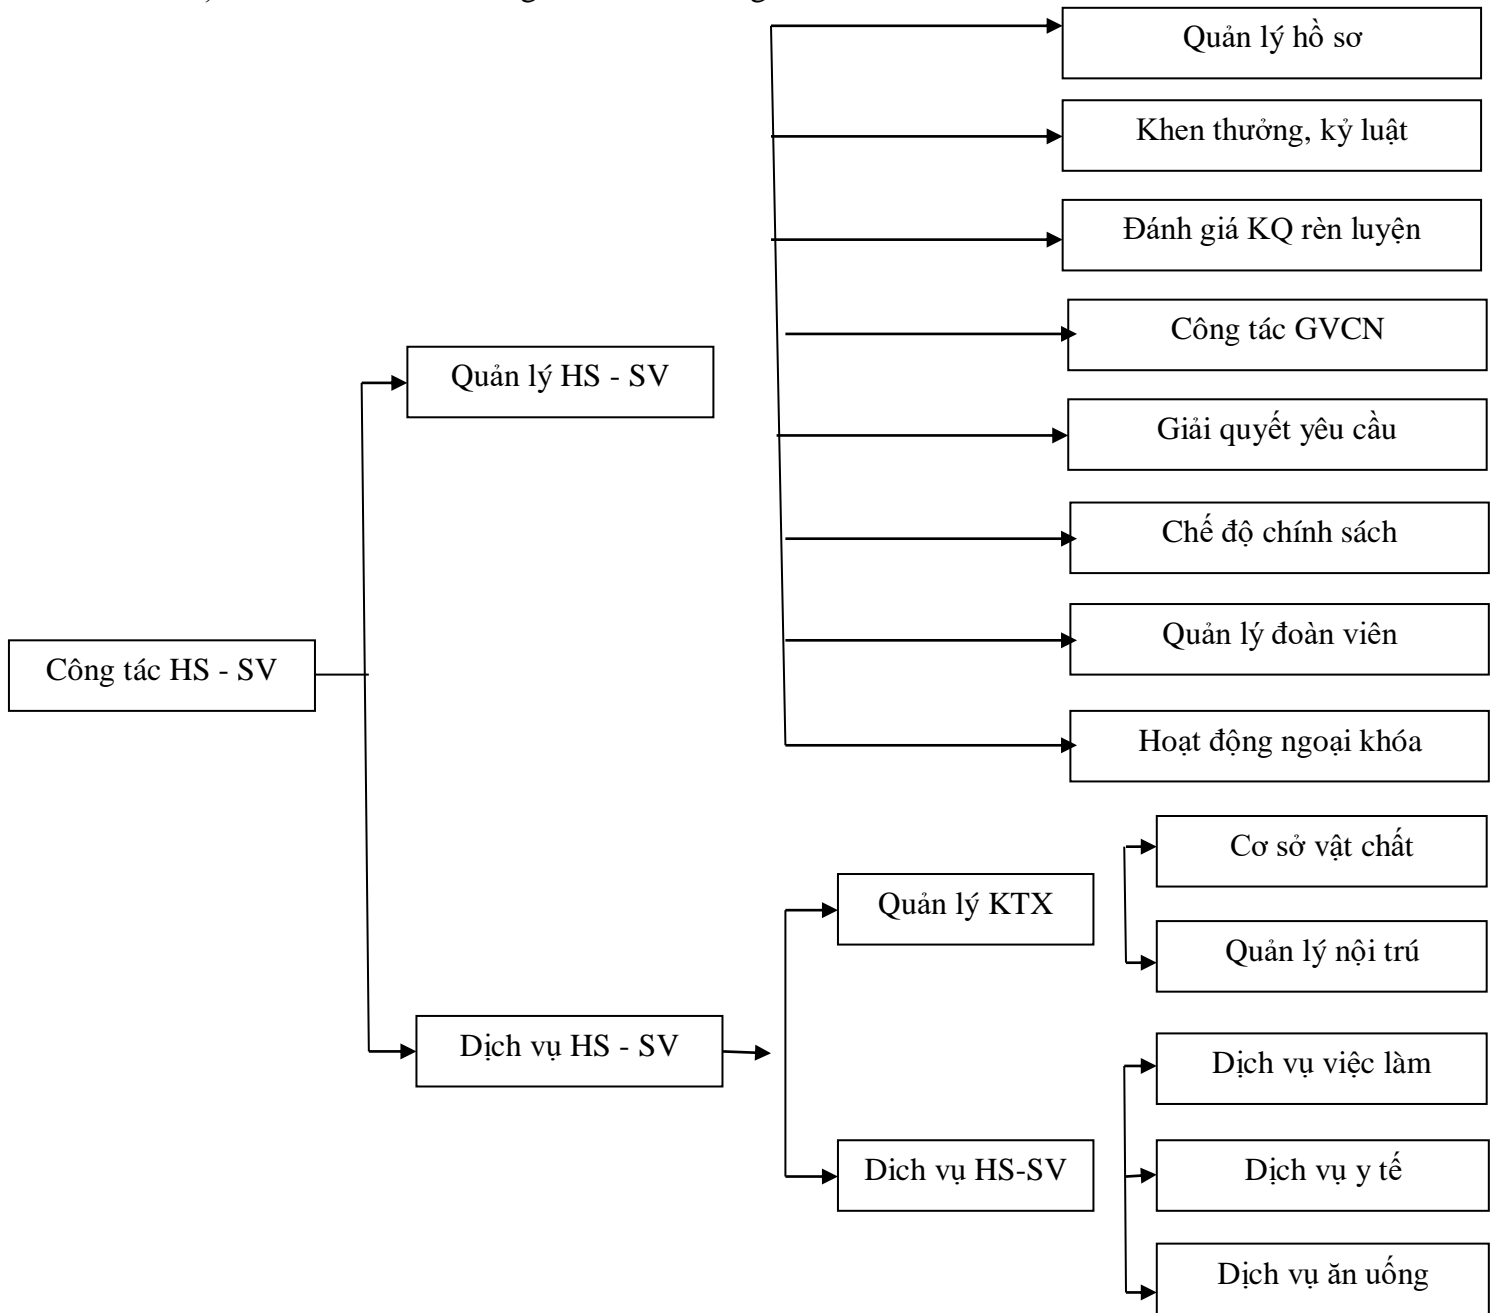 Quản lý hồ sơ
Khen thưởng, kỷ luật
Đánh giá KQ rèn luyện
Công tác GVCN
Quản lý HS - SV
Giải quyết yêu cầu
Chế độ chính sách
Quản lý đoàn viên
Công tác HS - SV
Hoạt động ngoại khóa
Cơ sở vật chất
Quản lý KTX
Quản lý nội trú
Dịch vụ HS - SV
Dịch vụ việc làm
Dich vụ HS-SV
Dịch vụ y tế
Dịch vụ ăn uống